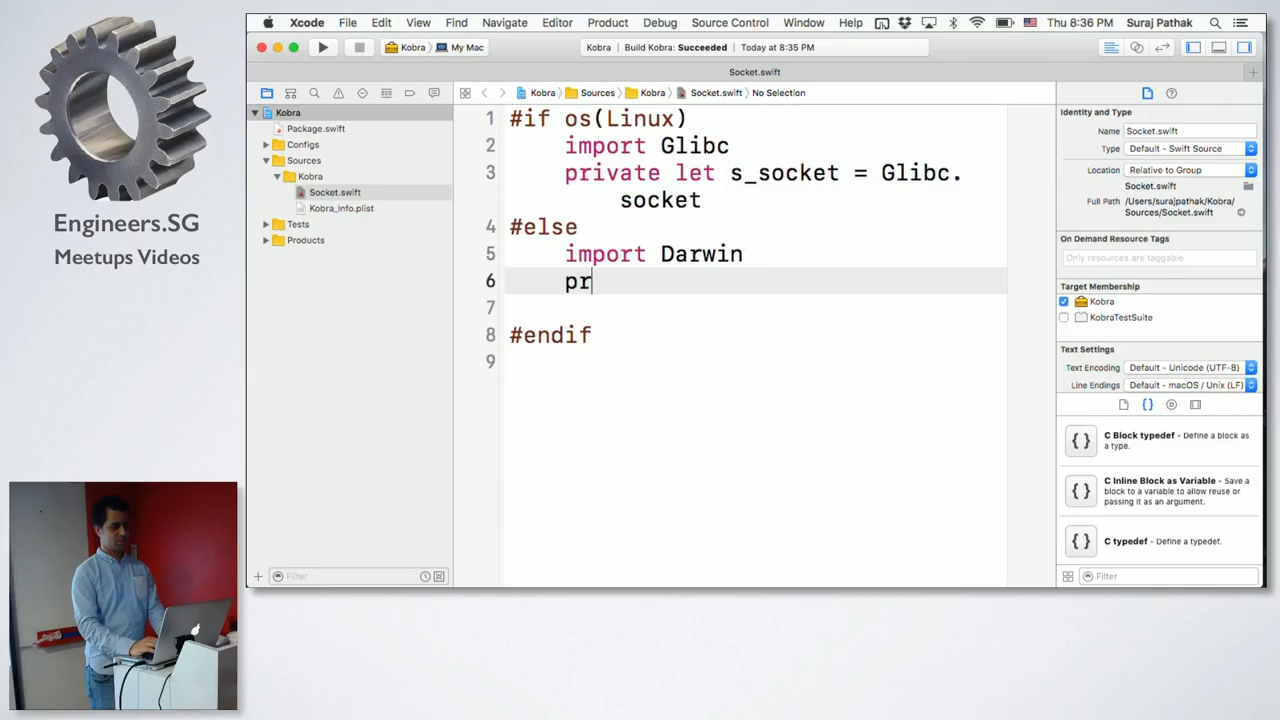 Engineers.SG
Meetups Videos
Xcode File Edit View Find Navigate Editor Product Debug Source Control Window Help Thu 8:36 PM Suraj Pathak
Kobra My Mac Kobra Build Kobra: Succeeded Today at 8:35 PM
Socket.swift
Kobra Sources Kobra Socket.swift No Selection
Kobra
Package.swift
Configs
Sources
Kobra
Socket.swift
Kobra_Info.plist
Tests
Products
Filter
1 #if os(Linux)
2 import Glibc
3 private let s_socket = Glibc.
socket
4 #else
5 import Darwin
6 pr
7
8 #endif
9
Identity and Type
Name Socket.swift
Type Default - Swift Source
Location Relative to Group
Socket.swift
Full Path /Users/surajpathak/Kobra/
Sources/Socket.swift
On Demand Resource Tags
Only resources are taggable
Target Membership
Kobra
KobraTestSuite
Text Settings
Text Encoding Default - Unicode (UTF-8)
Line Endings Default - macOS / Unix (LF)
{ } C Block typedef - Define a block as
a type.
{ } C Inline Block as Variable - Save a
block to a variable to allow reuse or
passing it as an argument.
{ } C typedef - Define a typedef.
Filter